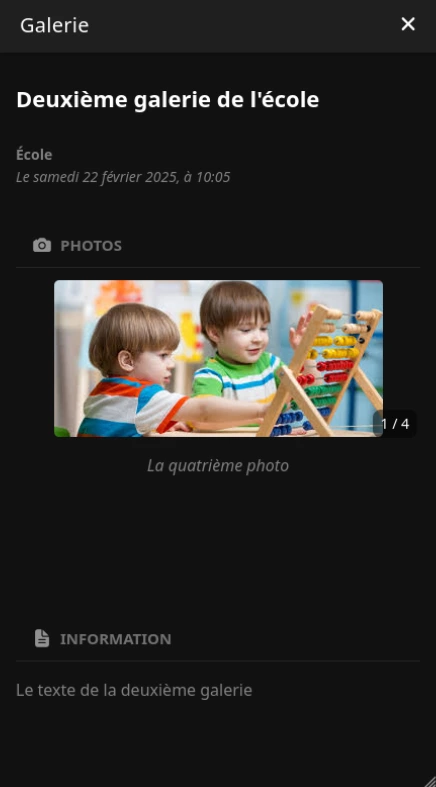 Galerie
Deuxième galerie de l'école
École
Le samedi 22 février 2025, à 10:05
PHOTOS
1 / 4
La quatrième photo
INFORMATION
Le texte de la deuxième galerie